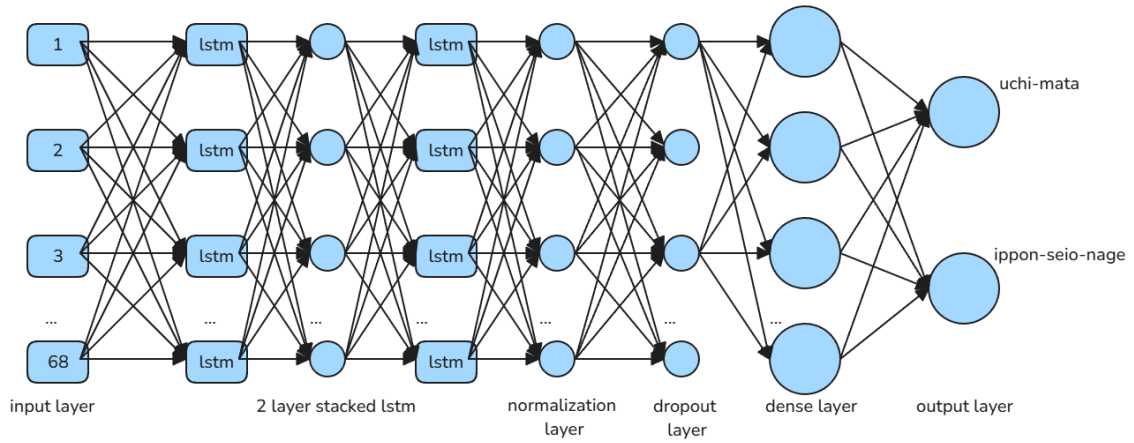 1 lstm lstm
uchi-mata
2 lstm lstm
3 lstm lstm
ippon-seio-nage
... ... ... ... ... ... ...
68 lstm lstm
input layer 2 layer stacked lstm normalization layer dropout layer dense layer output layer